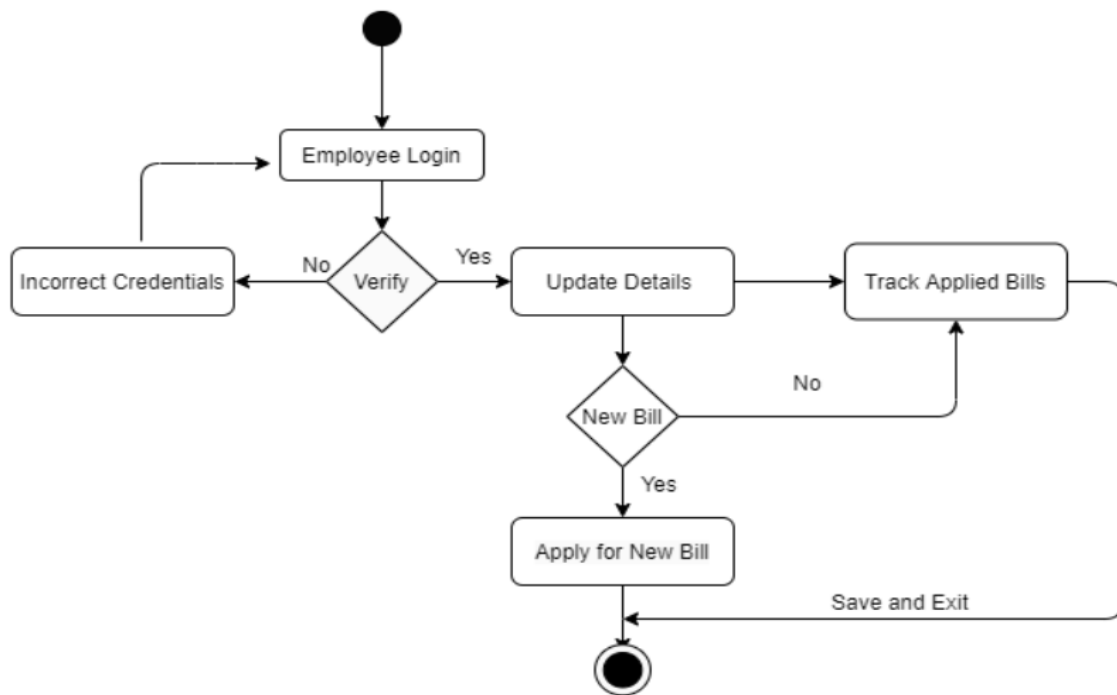 Employee Login
No
Yes
Incorrect Credentials
Verify
Update Details
Track Applied Bills
No
New Bill
Yes
Apply for New Bill
Save and Exit